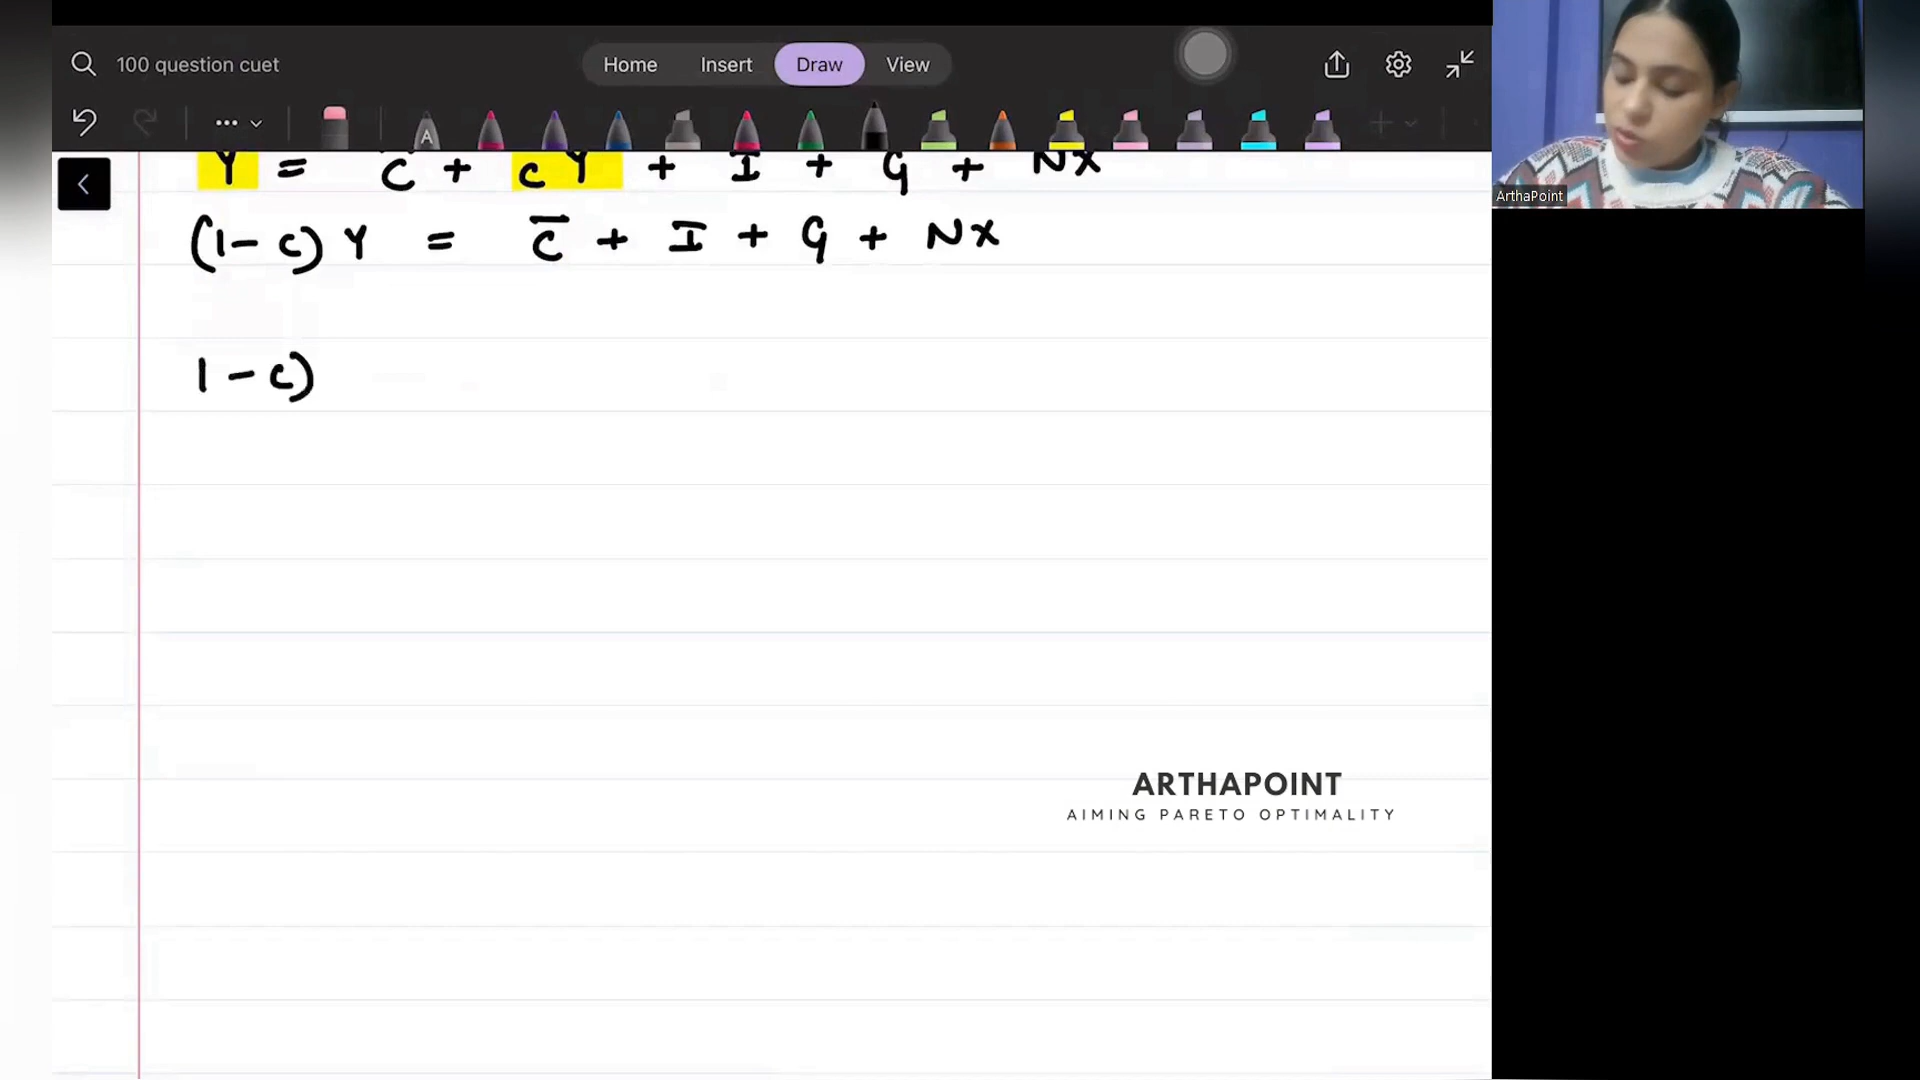 100 question cuet
Home Insert Draw View
A
Y = C̅ + cY + I + G + NX
(1-c) Y = C̅ + I + G + NX
1-c)
ARTHAPOINT
AIMING PARETO OPTIMALITY
ArthaPoint